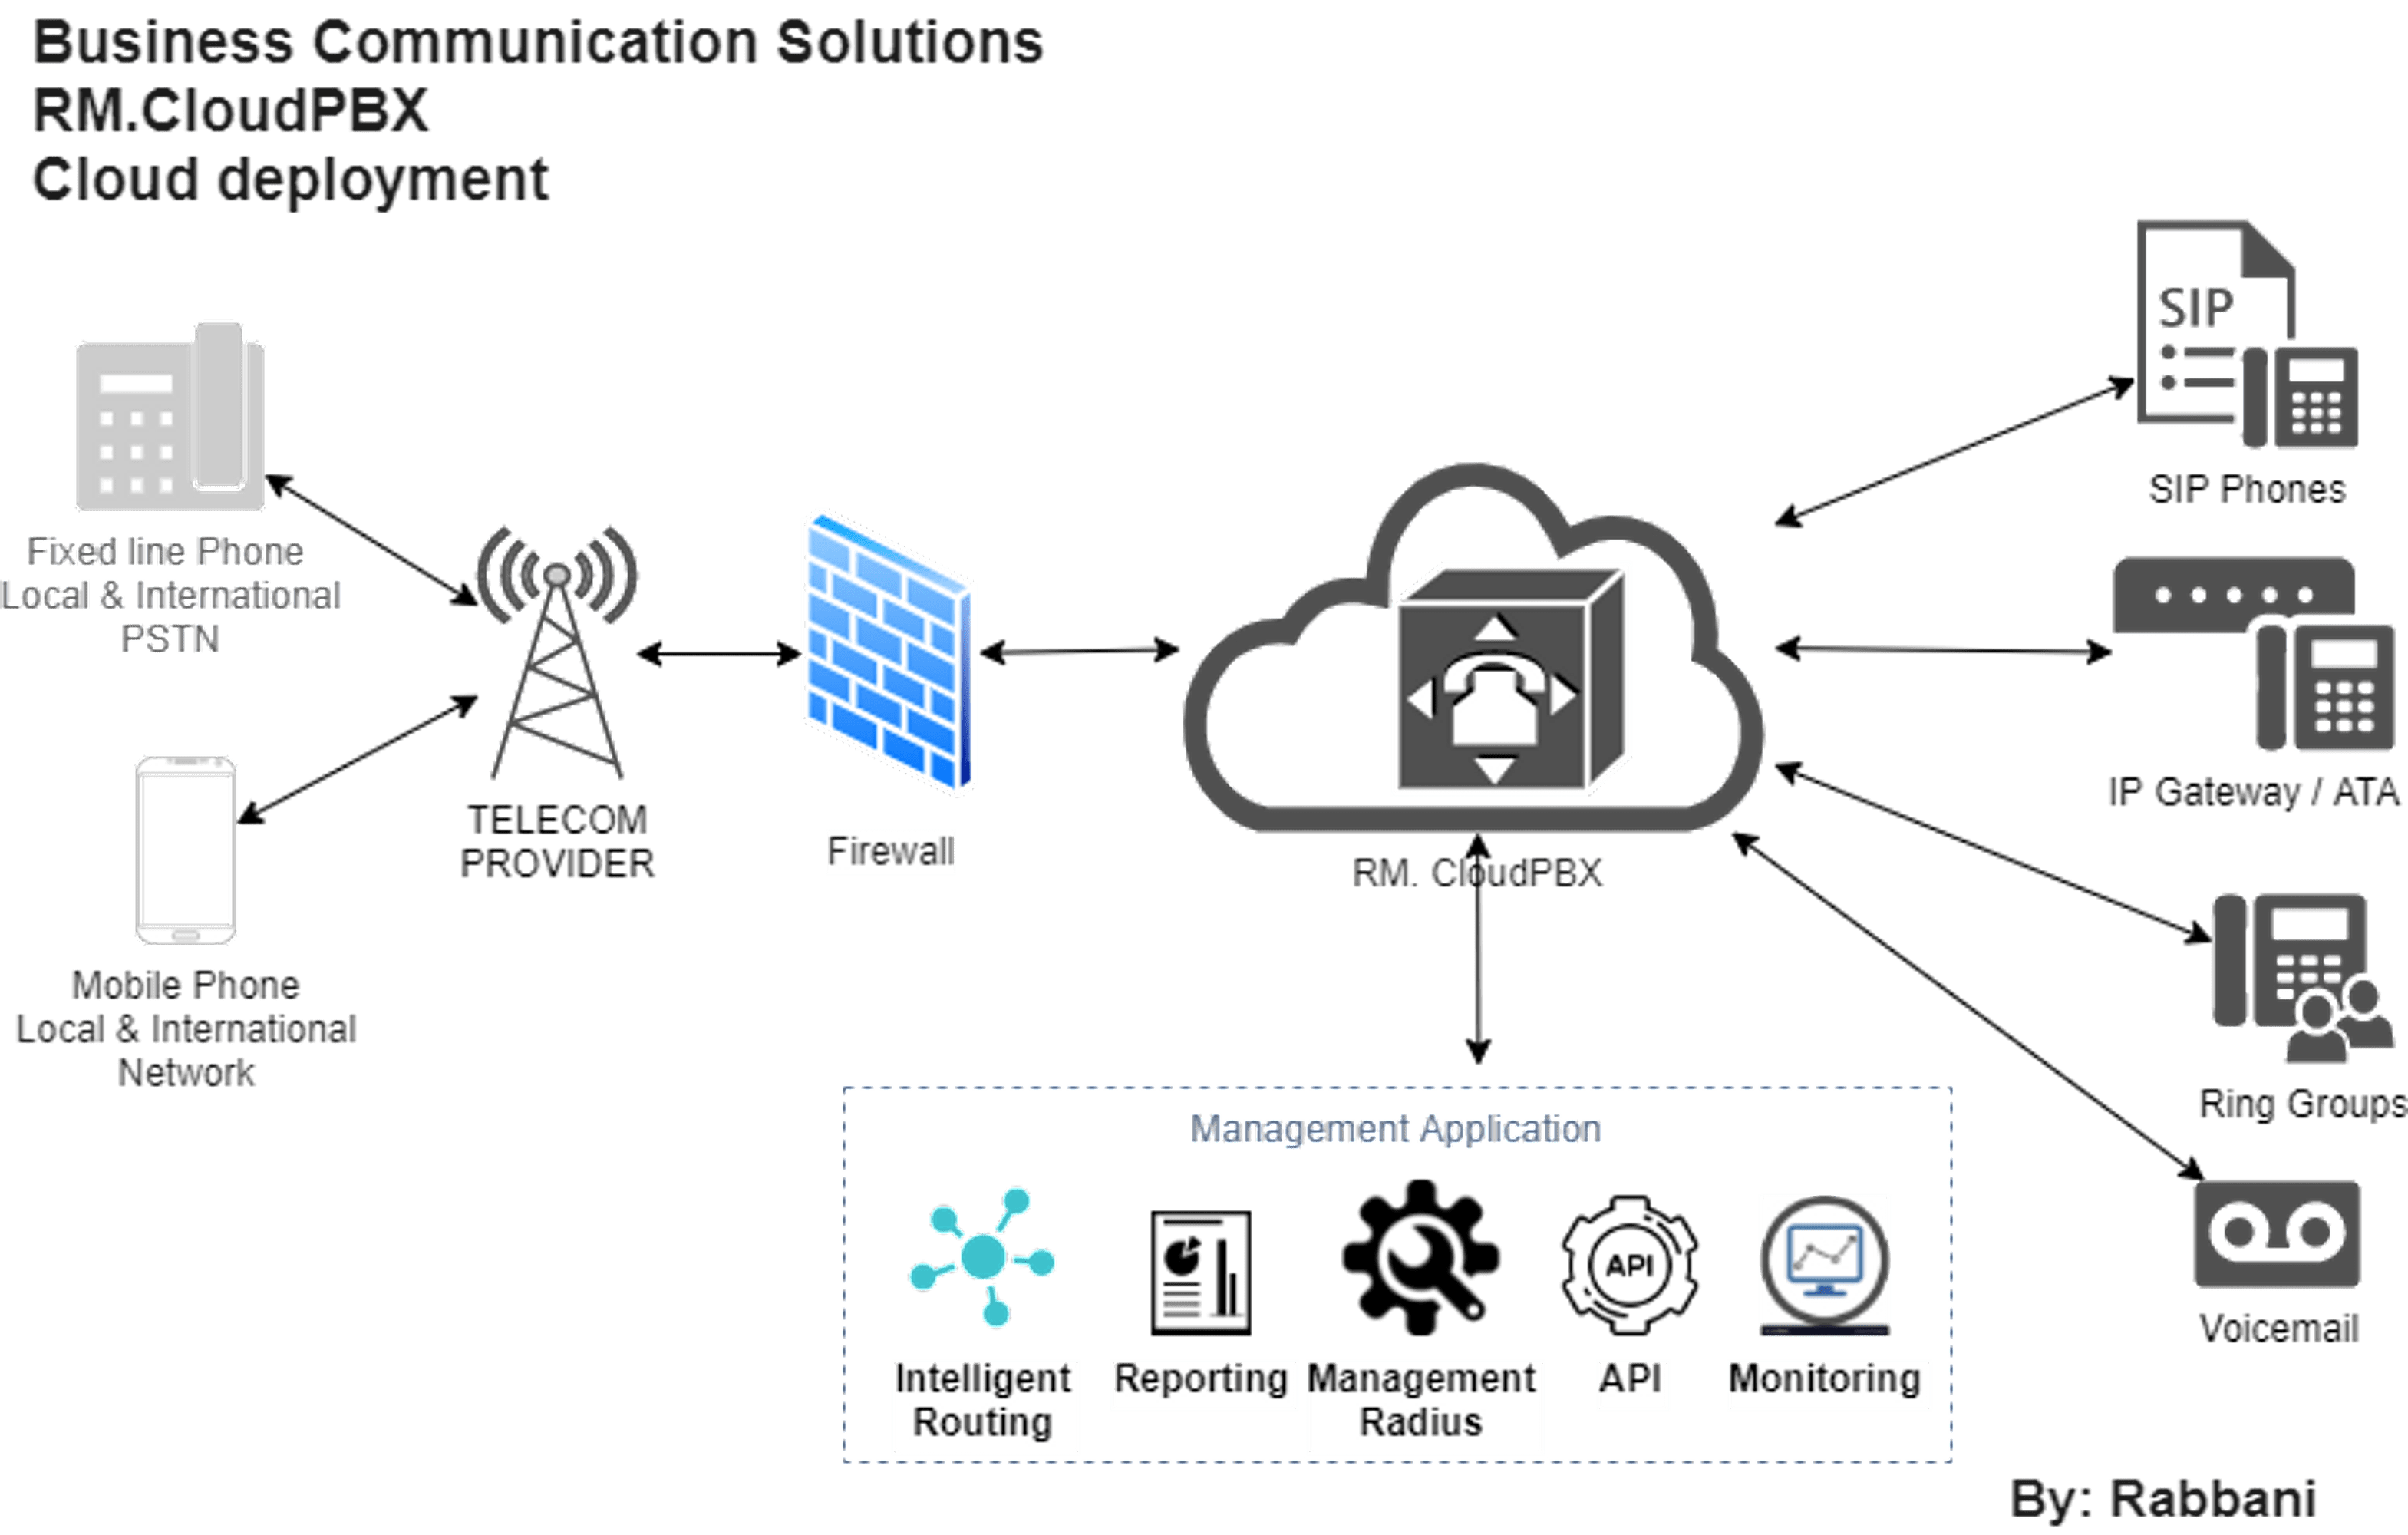 Business Communication Solutions
RM.CloudPBX
Cloud deployment
SIP
SIP Phones
Fixed line Phone
Local & International
PSTN
TELECOM
PROVIDER
Firewall
RM. CloudPBX
IP Gateway / ATA
Mobile Phone
Local & International
Network
Ring Groups
Voicemail
Management Application
API
Intelligent
Routing
Reporting
Management
Radius
API
Monitoring
By: Rabbani